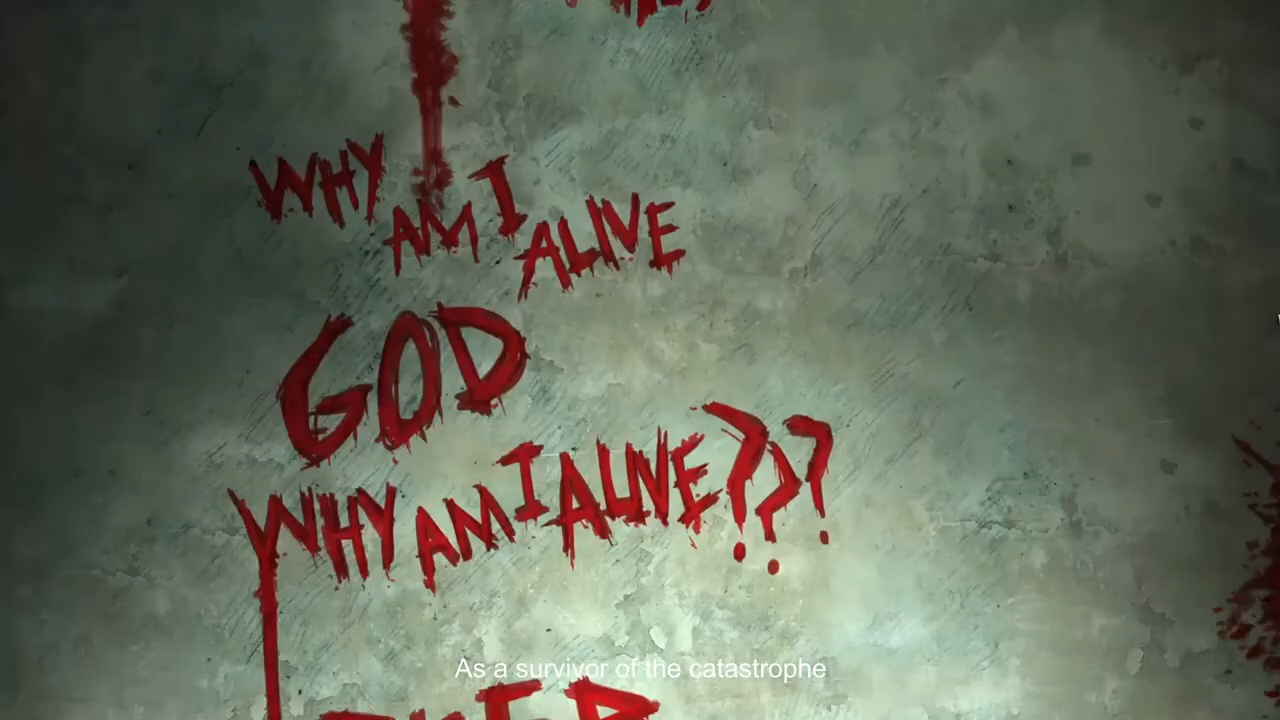 WHY AM I ALIVE
GOD
WHY AM I ALIVE???
As a survivor of the catastrophe